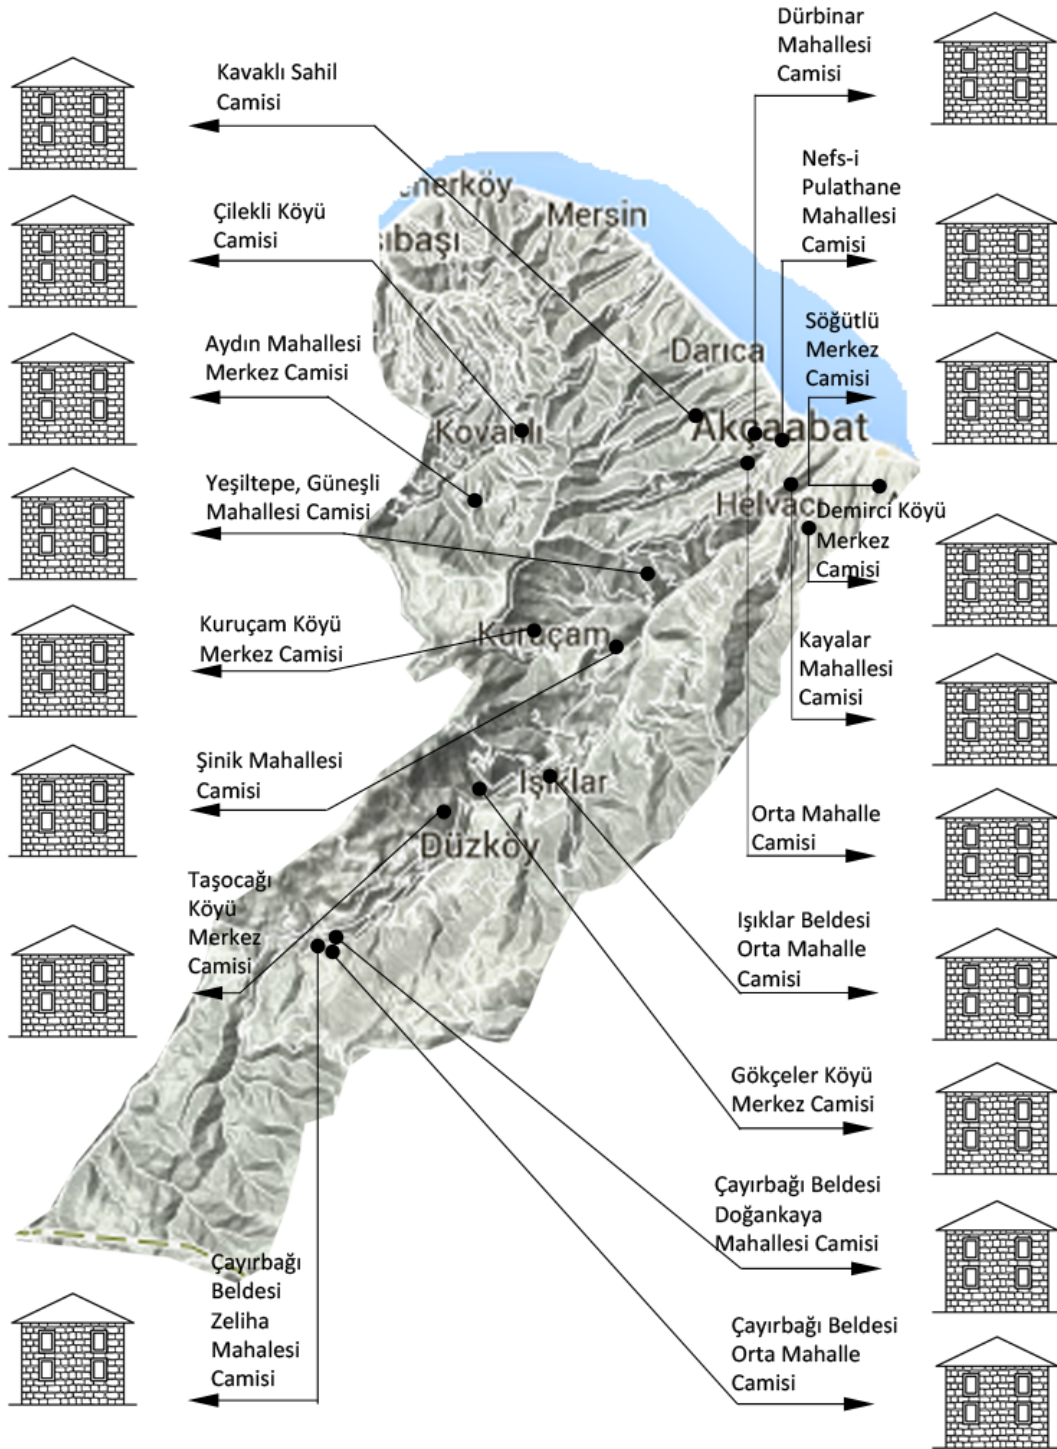 Kavaklı Sahil
Camisi
Çilekli Köyü
Camisi
Aydın Mahallesi
Merkez Camisi
Yeşiltepe, Güneşli
Mahallesi Camisi
Kuruçam Köyü
Merkez Camisi
Şinik Mahallesi
Camisi
Taşocağı
Köyü
Merkez
Camisi
Çayırbağı
Beldesi
Zeliha
Mahalesi
Camisi
Mersin
Darıca
Akçaabat
Kovanlı
Helvacı
Kuruçam
Işıklar
Düzköy
Dürbinar
Mahallesi
Camisi
Nefs-i
Pulathane
Mahallesi
Camisi
Söğütlü
Merkez
Camisi
Demirci Köyü
Merkez
Camisi
Kayalar
Mahallesi
Camisi
Orta Mahalle
Camisi
Işıklar Beldesi
Orta Mahalle
Camisi
Gökçeler Köyü
Merkez Camisi
Çayırbağı Beldesi
Doğankaya
Mahallesi Camisi
Çayırbağı Beldesi
Orta Mahalle
Camisi